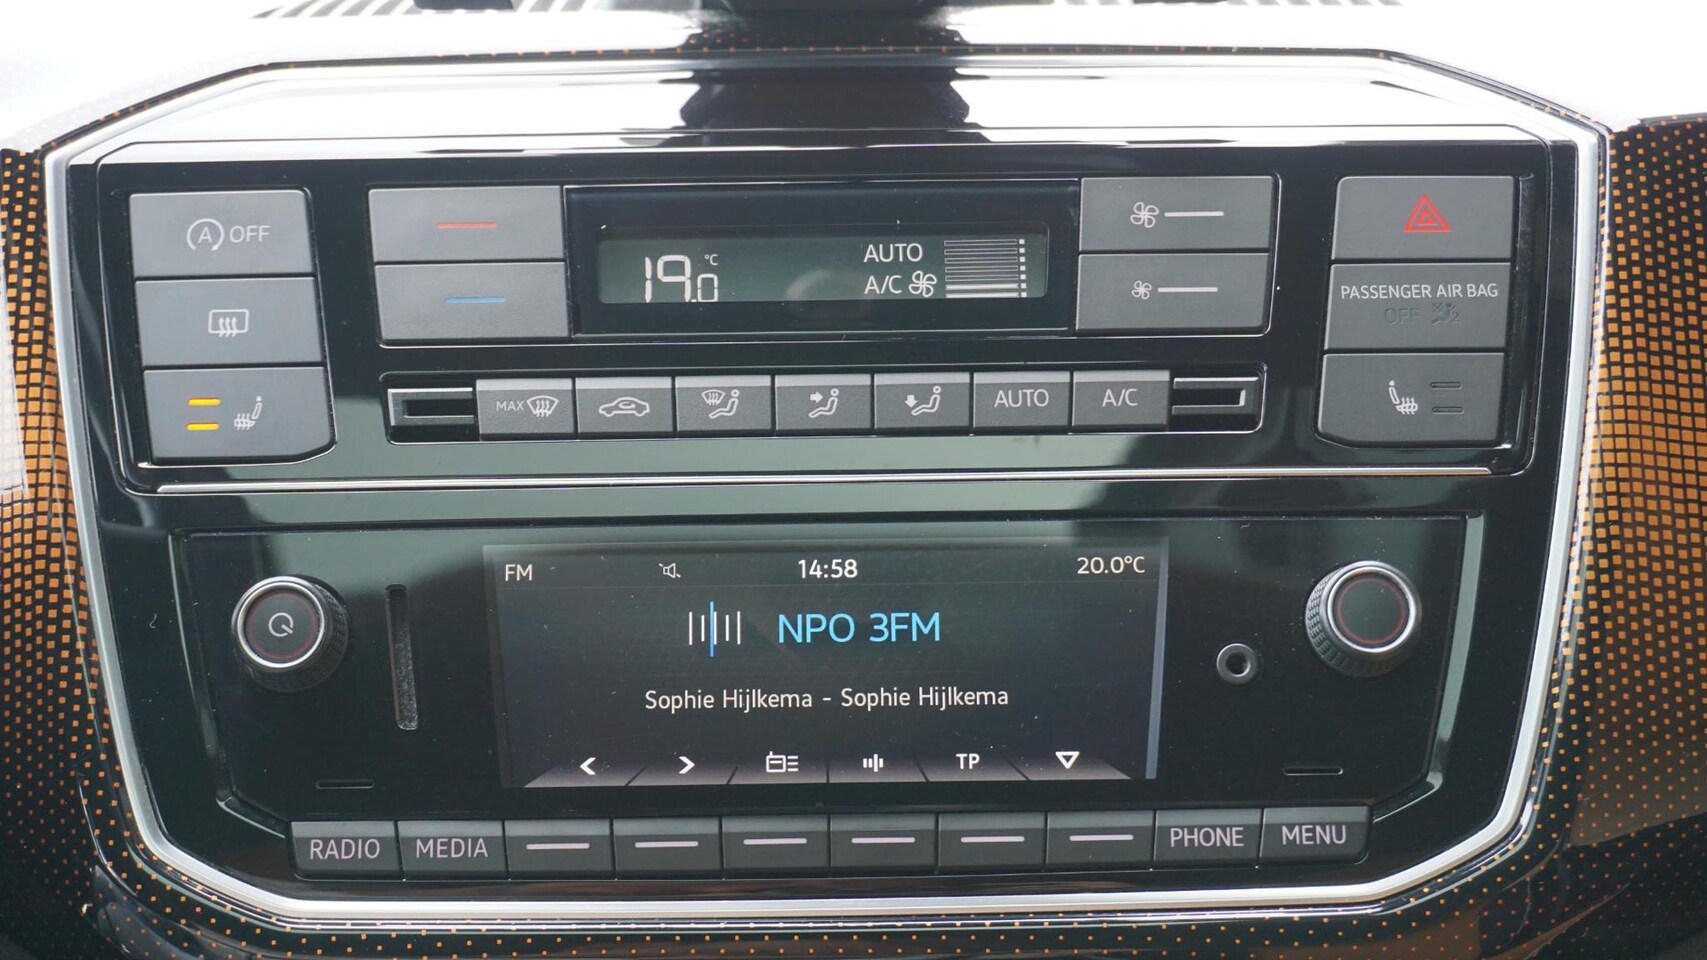 A OFF
19.0 °C
AUTO
A/C
PASSENGER AIR BAG
OFF
MAX
AUTO
A/C
FM
14:58
20.0°C
NPO 3FM
Sophie Hijlkema - Sophie Hijlkema
TP
RADIO
MEDIA
PHONE
MENU